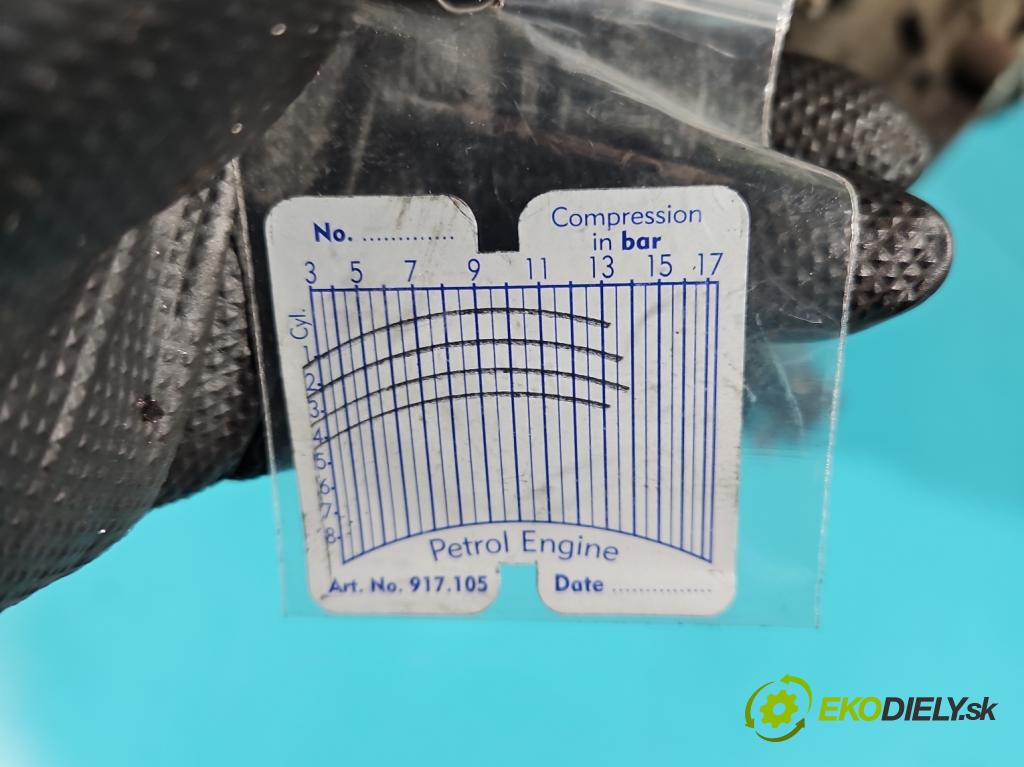 No. ..............
Compression
in bar
3 5 7 9 11 13 15 17
Cyl.
1
2
3
4
5
6
7
8
Petrol Engine
Art. No. 917.105
Date ...............
EKODIELY.sk